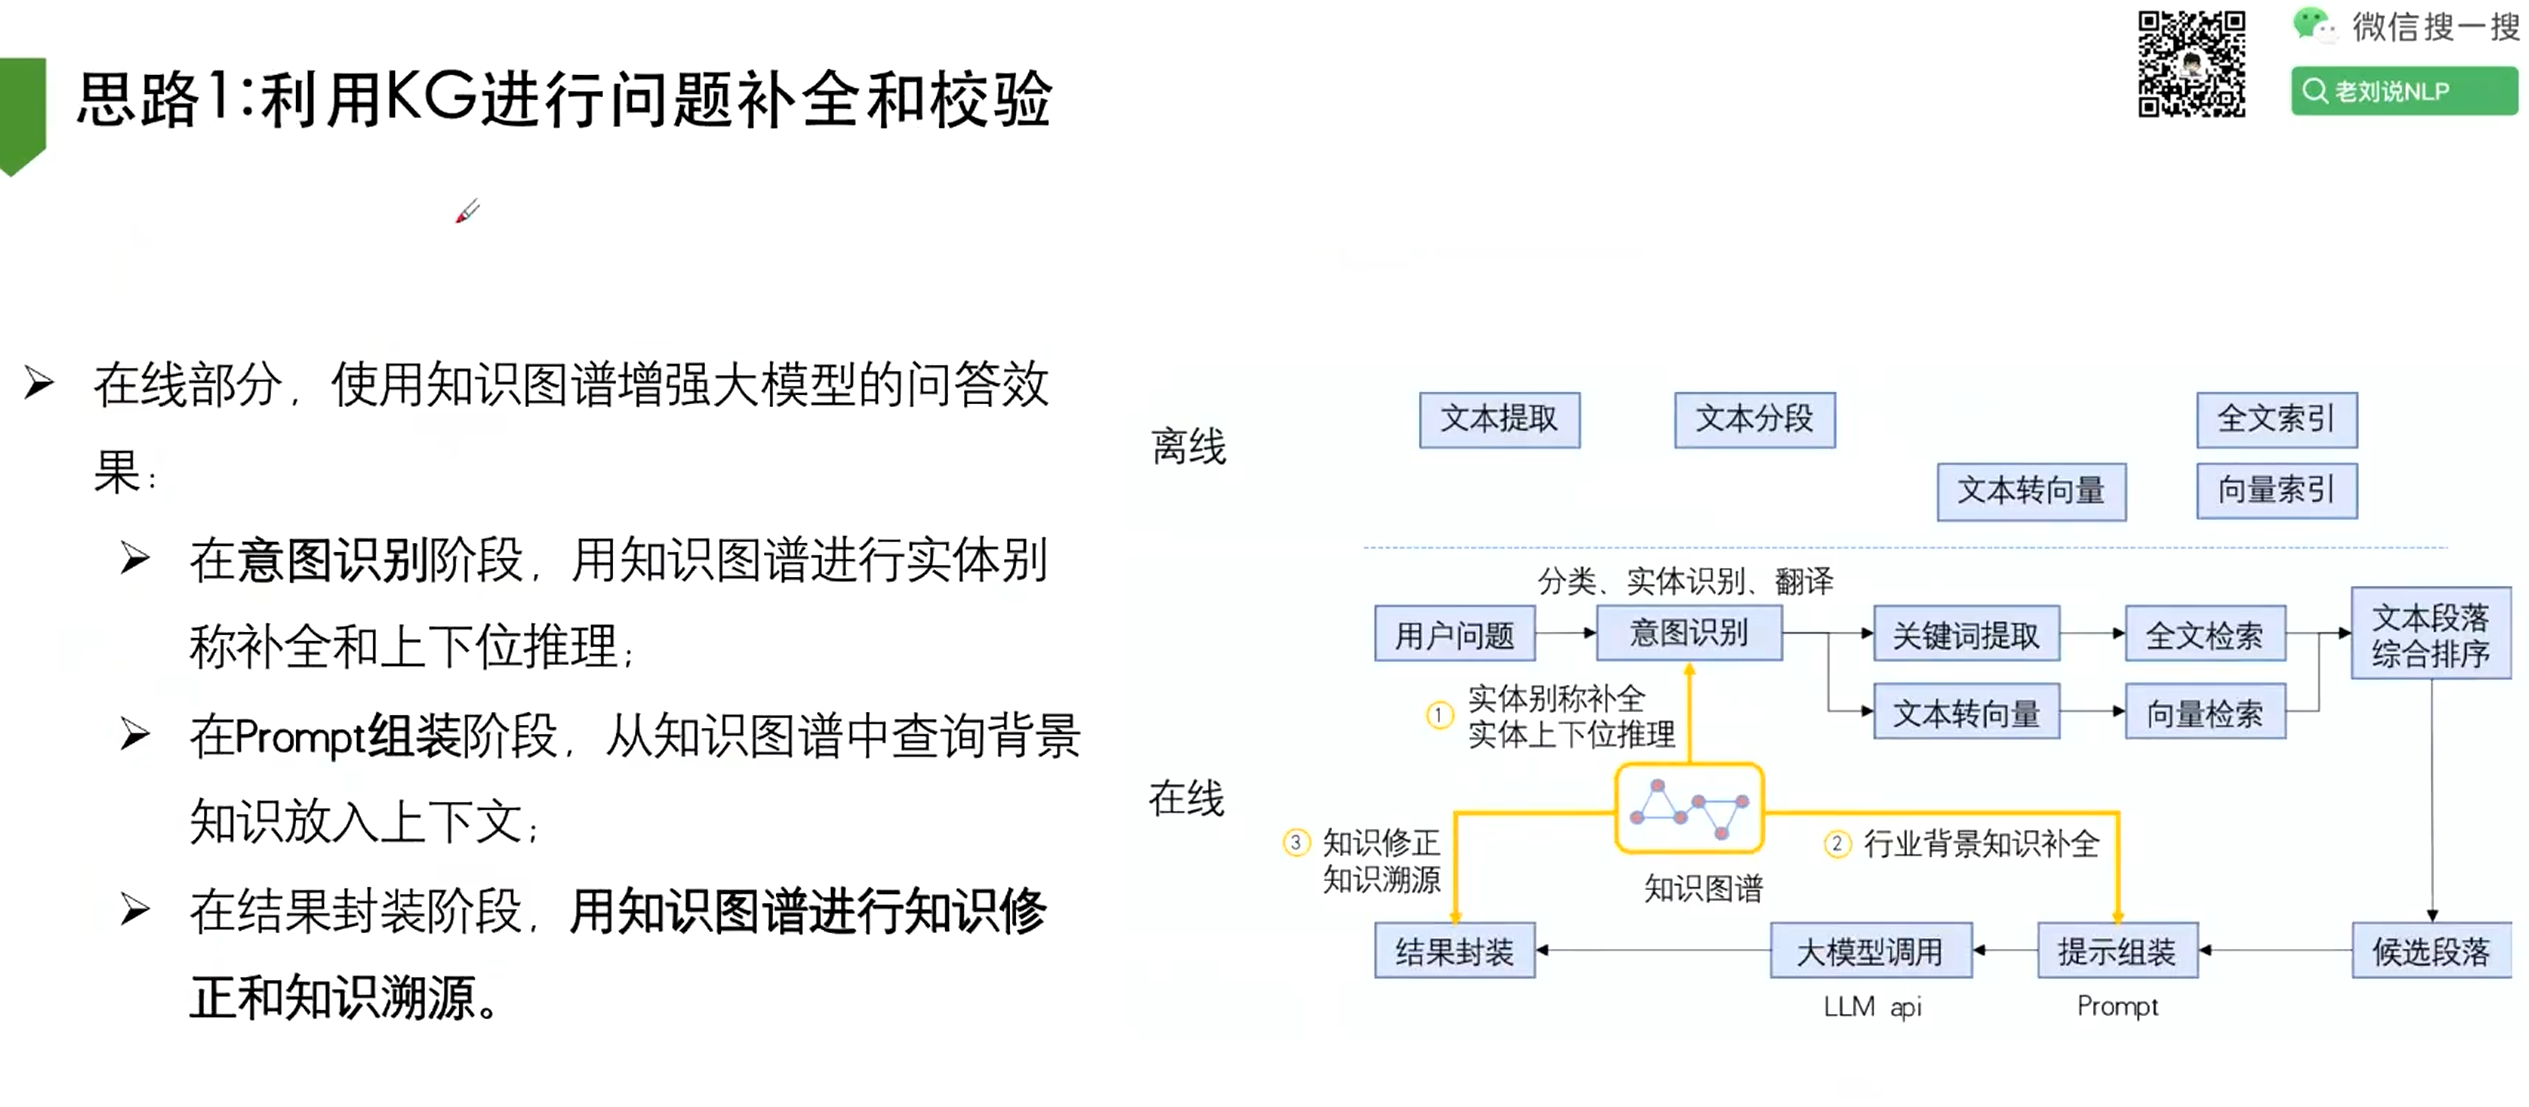 微信搜一搜
老刘说NLP
思路1:利用KG进行问题补全和校验
在线部分，使用知识图谱增强大模型的问答效
果：
在意图识别阶段，用知识图谱进行实体别
称补全和上下位推理；
在Prompt组装阶段，从知识图谱中查询背景
知识放入上下文；
在结果封装阶段，用知识图谱进行知识修
正和知识溯源。
离线
文本提取
文本分段
全文索引
文本转向量
向量索引
在线
分类、实体识别、翻译
用户问题
意图识别
关键词提取
全文检索
文本段落
综合排序
文本转向量
向量检索
① 实体别称补全
实体上下位推理
③ 知识修正
知识溯源
② 行业背景知识补全
知识图谱
结果封装
大模型调用
提示组装
候选段落
LLM api
Prompt